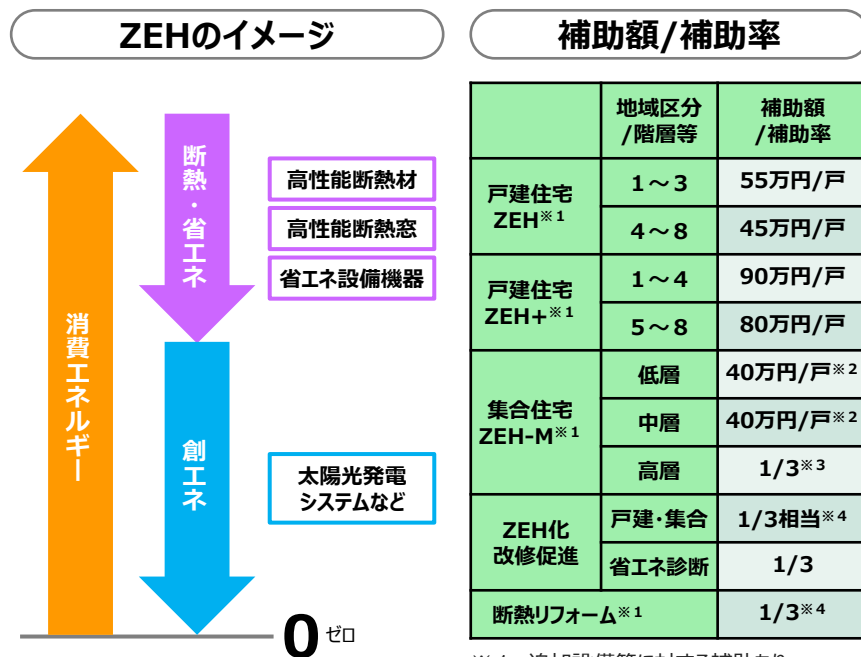 ZEHのイメージ
消費エネルギー
断熱・省エネ
高性能断熱材
高性能断熱窓
省エネ設備機器
創エネ
太陽光発電
システムなど
0 ゼロ
補助額/補助率
地域区分
/階層等
補助額
/補助率
戸建住宅
ZEH※1
1～3
55万円/戸
4～8
45万円/戸
戸建住宅
ZEH+※1
1～4
90万円/戸
5～8
80万円/戸
集合住宅
ZEH-M※1
低層
40万円/戸※2
中層
40万円/戸※2
高層
1/3※3
ZEH化
改修促進
戸建・集合
1/3相当※4
省エネ診断
1/3
断熱リフォーム※1
1/3※4